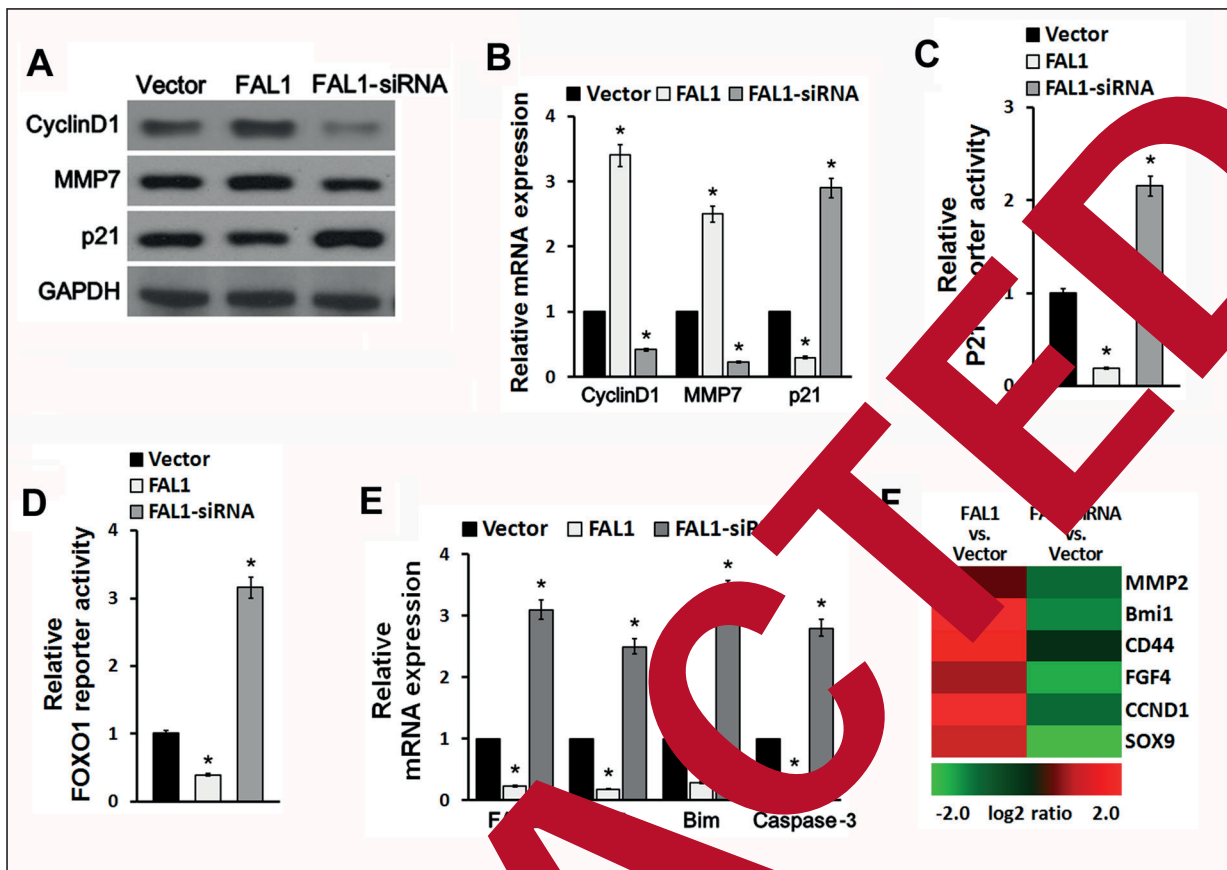 A
Vector FAL1 FAL1-siRNA
CyclinD1
MMP7
p21
GAPDH
B
Vector FAL1 FAL1-siRNA
Relative mRNA expression
4
3
2
1
0
* * * * * *
CyclinD1 MMP7 p21
C
Vector
FAL1
FAL1-siRNA
Relative
3
2
1
0
* *
D
Vector
FAL1
FAL1-siRNA
Relative
FOXO1 reporter activity
4
3
2
1
0
* *
E
Vector FAL1
Relative
mRNA expression
4
3
2
1
0
* * * * * * *
Bim Caspase-3
FAL1
vs. vs.
Vector Vector
MMP2
Bmi1
CD44
FGF4
CCND1
SOX9
-2.0 log2 ratio 2.0